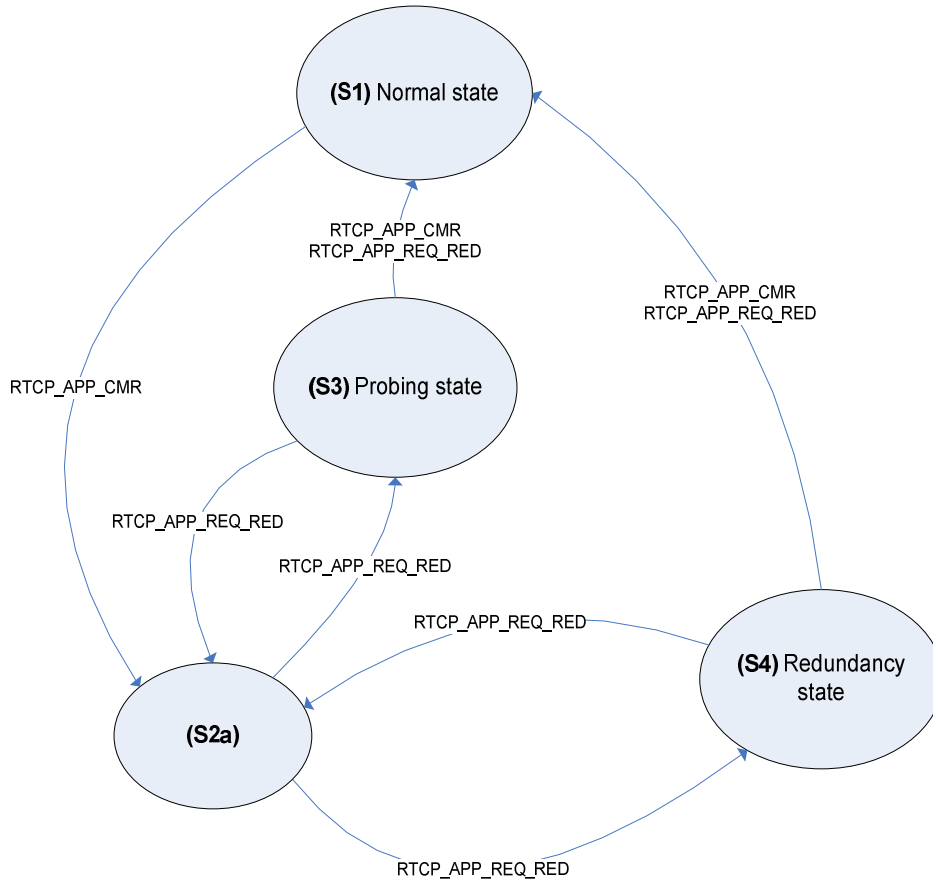 (S1) Normal state
RTCP_APP_CMR
RTCP_APP_REQ_RED
RTCP_APP_CMR
RTCP_APP_REQ_RED
(S3) Probing state
RTCP_APP_CMR
RTCP_APP_REQ_RED
RTCP_APP_REQ_RED
RTCP_APP_REQ_RED
(S4) Redundancy
state
(S2a)
RTCP_APP_REQ_RED